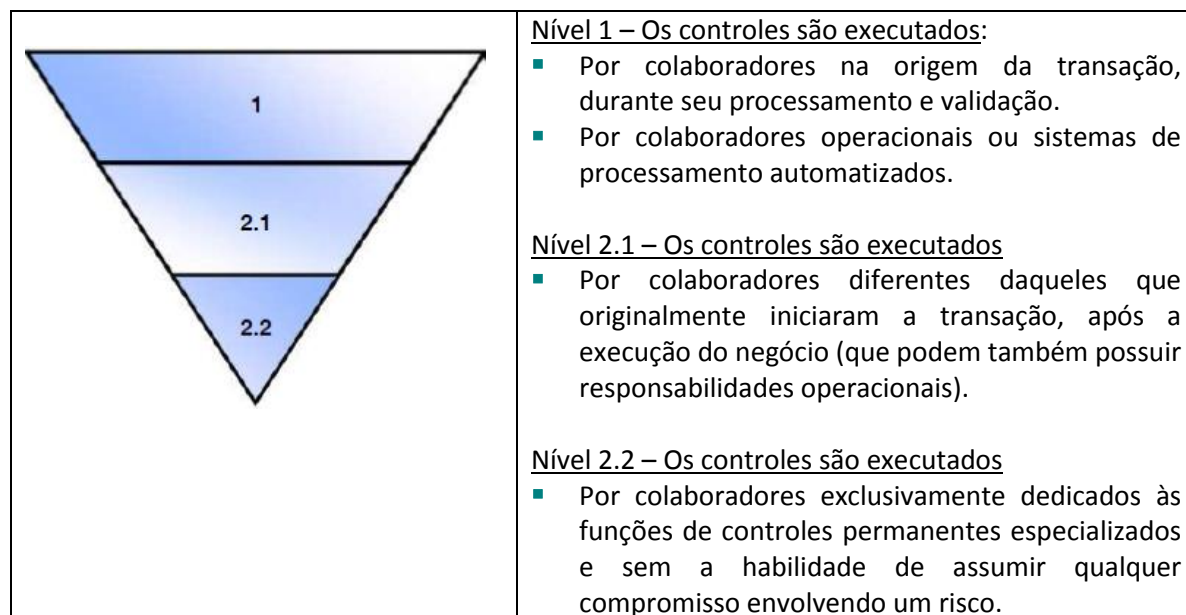 1
2.1
2.2
Nível 1 – Os controles são executados:
▪ Por colaboradores na origem da transação,
durante seu processamento e validação.
▪ Por colaboradores operacionais ou sistemas de
processamento automatizados.
Nível 2.1 – Os controles são executados
▪ Por colaboradores diferentes daqueles que
originalmente iniciaram a transação, após a
execução do negócio (que podem também possuir
responsabilidades operacionais).
Nível 2.2 – Os controles são executados
▪ Por colaboradores exclusivamente dedicados às
funções de controles permanentes especializados
e sem a habilidade de assumir qualquer
compromisso envolvendo um risco.